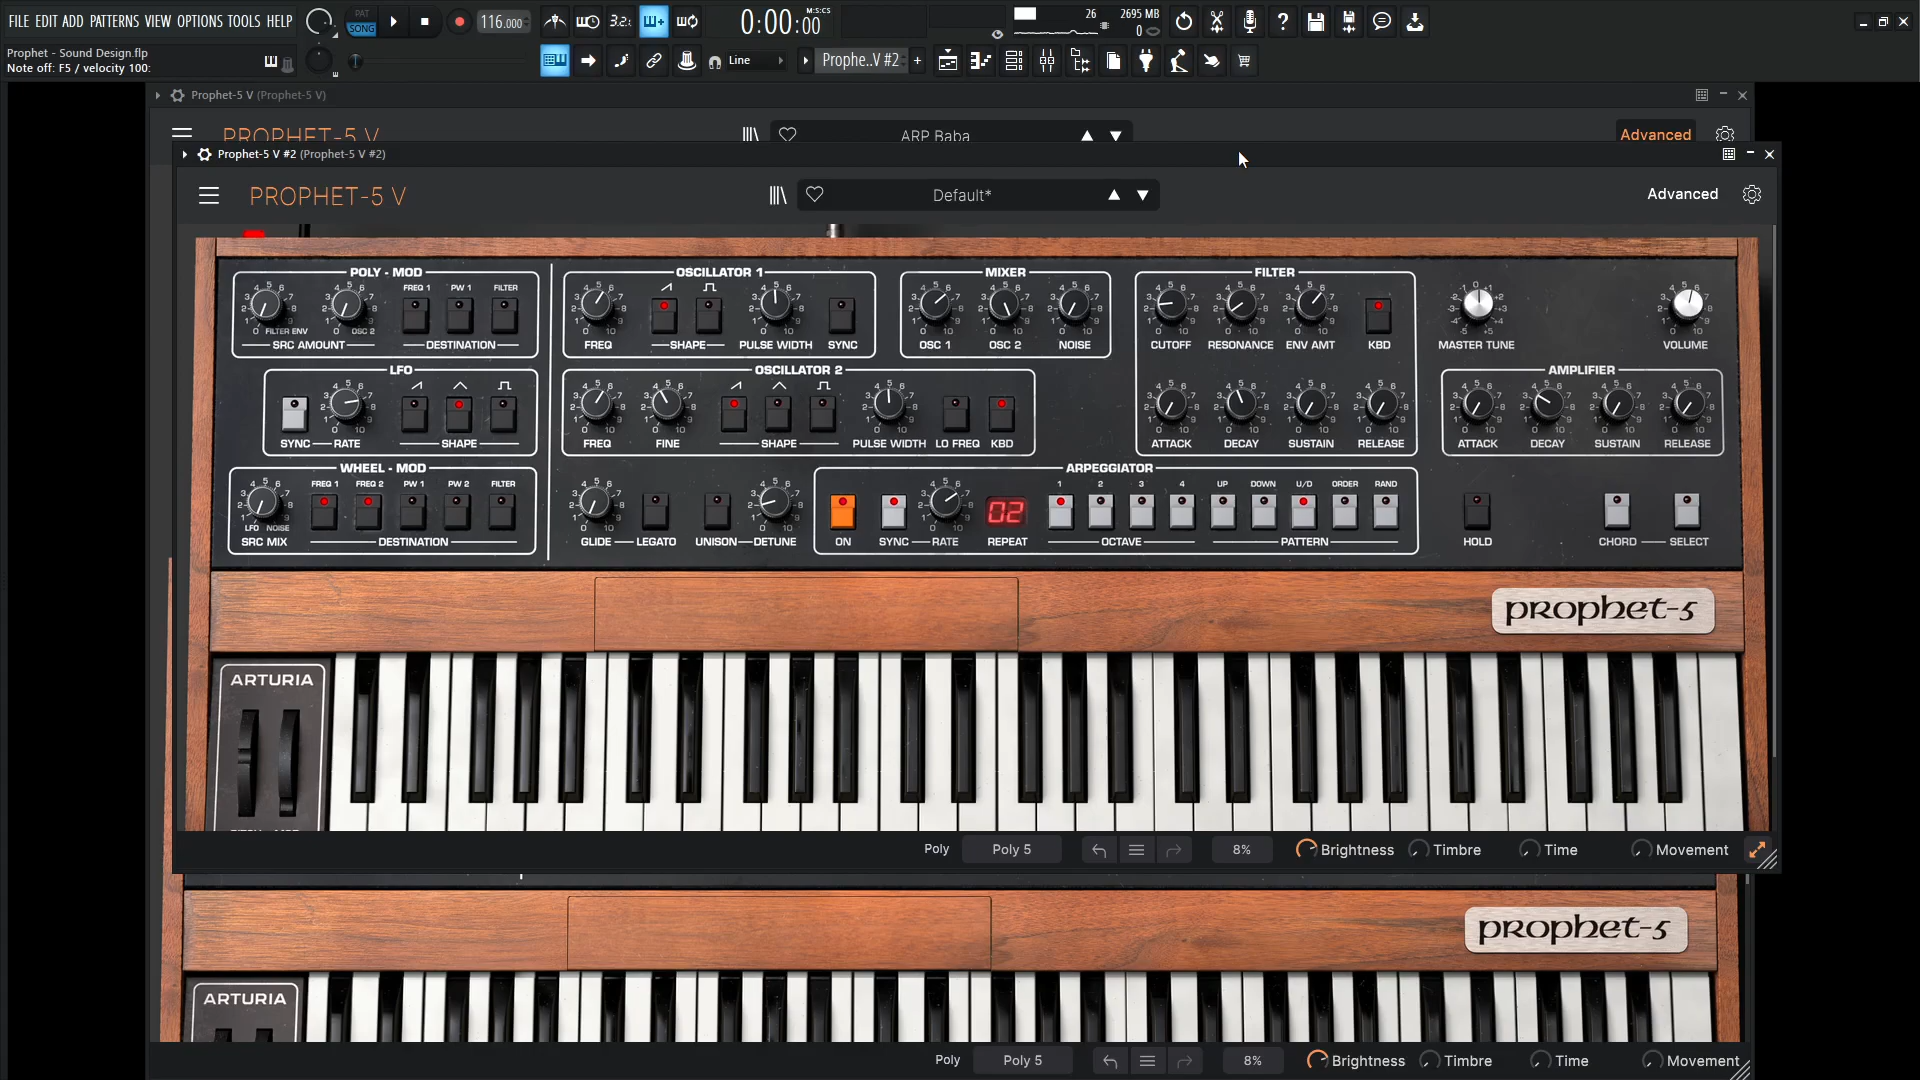 FILE EDIT ADD PATTERNS VIEW OPTIONS TOOLS HELP
PAT
SONG
116.000
3.2:
0:00:00
M:S:CS
26
2695 MB
0
Prophet - Sound Design.flp
Note off: F5 / velocity 100:
Line
Prophe..V #2
+
Prophet-5 V (Prophet-5 V)
PROPHET-5 V
ARP Baba
Advanced
Prophet-5 V #2 (Prophet-5 V #2)
PROPHET-5 V
Default*
Advanced
POLY - MOD
OSCILLATOR 1
MIXER
FILTER
FREQ 1 PW 1 FILTER
FILTER ENV OSC 2
SRC AMOUNT DESTINATION
FREQ SHAPE PULSE WIDTH SYNC
OSC 1 OSC 2 NOISE
CUTOFF RESONANCE ENV AMT KBD
MASTER TUNE
VOLUME
LFO
OSCILLATOR 2
AMPLIFIER
SYNC RATE SHAPE
FREQ FINE SHAPE PULSE WIDTH LO FREQ KBD
ATTACK DECAY SUSTAIN RELEASE
ATTACK DECAY SUSTAIN RELEASE
WHEEL - MOD
ARPEGGIATOR
FREQ 1 FREQ 2 PW 1 PW 2 FILTER
1 2 3 4 UP DOWN U/D ORDER RAND
02
LFO NOISE
SRC MIX DESTINATION
GLIDE LEGATO UNISON DETUNE
ON SYNC RATE REPEAT OCTAVE PATTERN
HOLD
CHORD SELECT
prophet-5
ARTURIA
Poly Poly 5 8% Brightness Timbre Time Movement
prophet-5
ARTURIA
Poly Poly 5 8% Brightness Timbre Time Movement